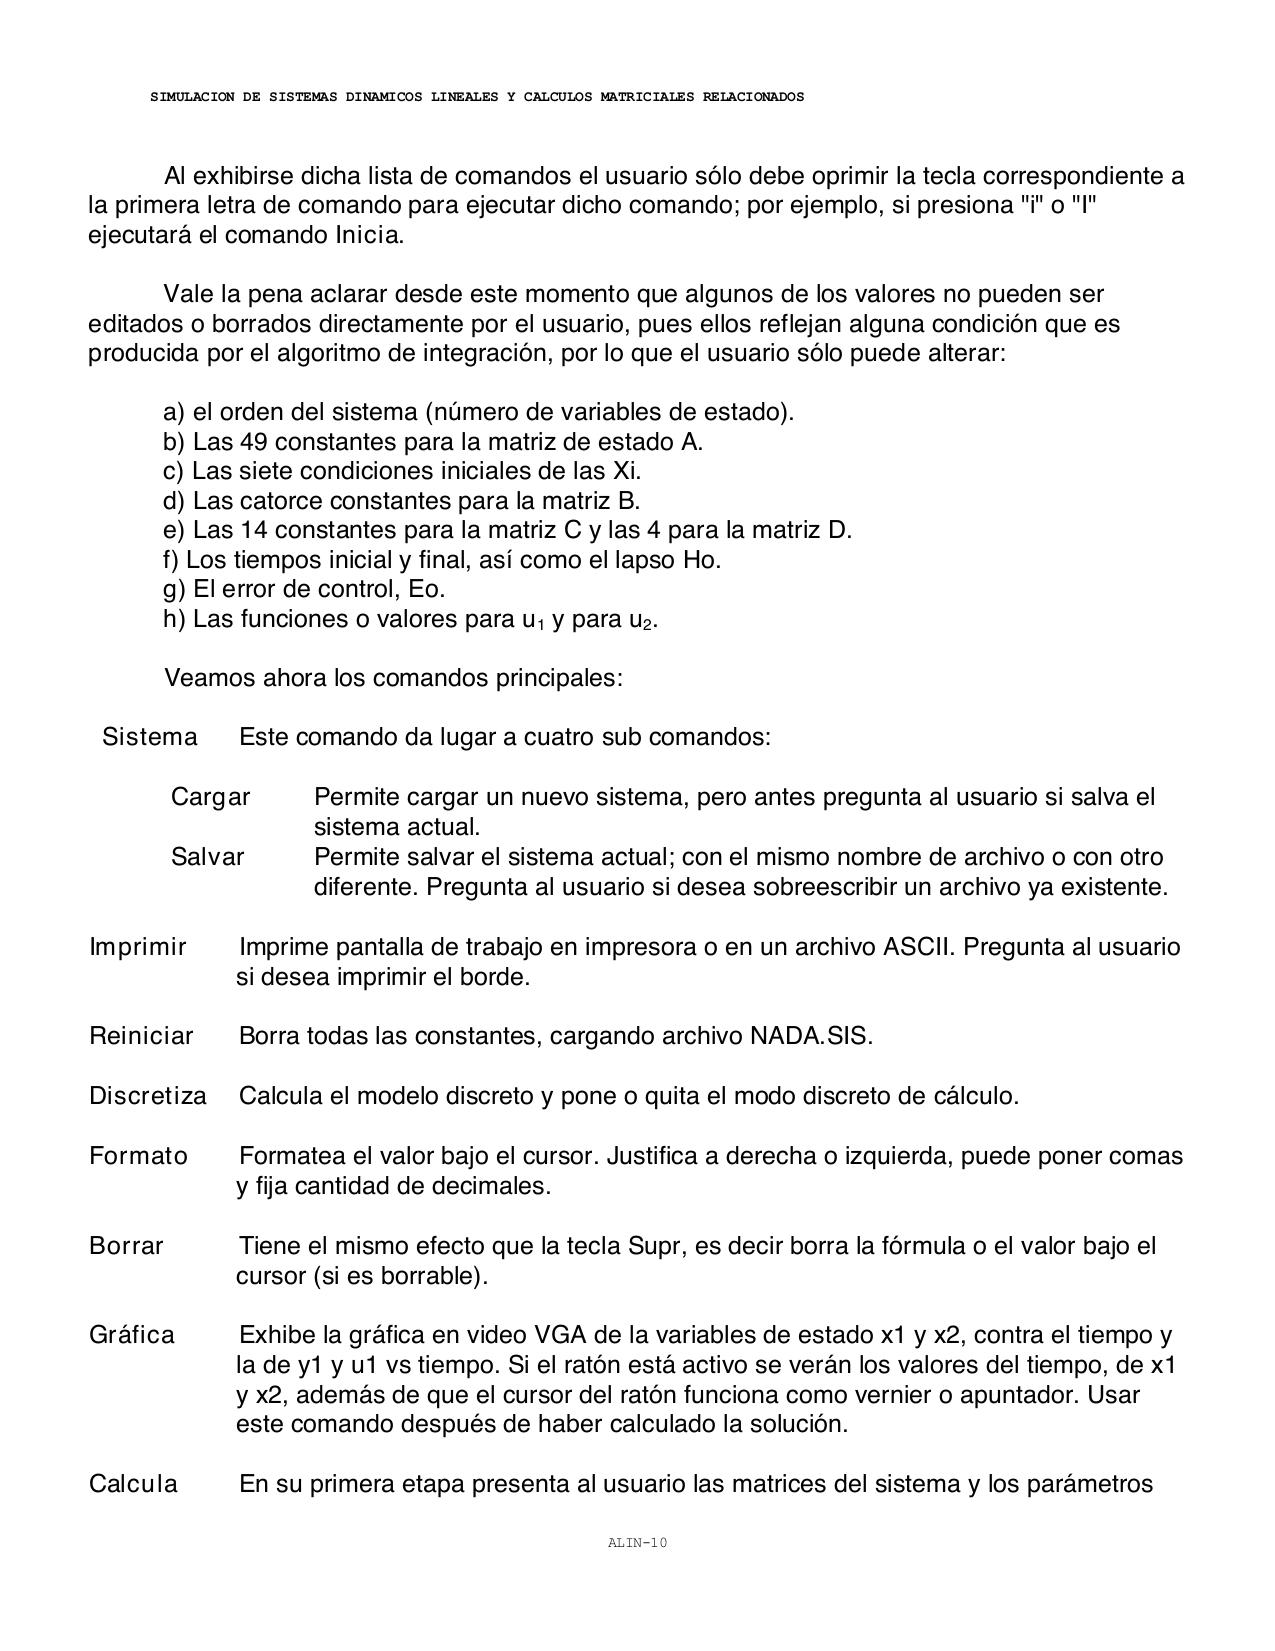 SIMULACION DE SISTEMAS DINAMICOS LINEALES Y CALCULOS MATRICIALES RELACIONADOS
Al exhibirse dicha lista de comandos el usuario sólo debe oprimir la tecla correspondiente a
la primera letra de comando para ejecutar dicho comando; por ejemplo, si presiona "i" o "I"
ejecutará el comando Inicia.
Vale la pena aclarar desde este momento que algunos de los valores no pueden ser
editados o borrados directamente por el usuario, pues ellos reflejan alguna condición que es
producida por el algoritmo de integración, por lo que el usuario sólo puede alterar:
a) el orden del sistema (número de variables de estado).
b) Las 49 constantes para la matriz de estado A.
c) Las siete condiciones iniciales de las Xi.
d) Las catorce constantes para la matriz B.
e) Las 14 constantes para la matriz C y las 4 para la matriz D.
f) Los tiempos inicial y final, así como el lapso Ho.
g) El error de control, Eo.
h) Las funciones o valores para u₁ y para u₂.
Veamos ahora los comandos principales:
Sistema Este comando da lugar a cuatro sub comandos:
Cargar Permite cargar un nuevo sistema, pero antes pregunta al usuario si salva el
sistema actual.
Salvar Permite salvar el sistema actual; con el mismo nombre de archivo o con otro
diferente. Pregunta al usuario si desea sobreescribir un archivo ya existente.
Imprimir Imprime pantalla de trabajo en impresora o en un archivo ASCII. Pregunta al usuario
si desea imprimir el borde.
Reiniciar Borra todas las constantes, cargando archivo NADA.SIS.
Discretiza Calcula el modelo discreto y pone o quita el modo discreto de cálculo.
Formato Formatea el valor bajo el cursor. Justifica a derecha o izquierda, puede poner comas
y fija cantidad de decimales.
Borrar Tiene el mismo efecto que la tecla Supr, es decir borra la fórmula o el valor bajo el
cursor (si es borrable).
Gráfica Exhibe la gráfica en video VGA de la variables de estado x1 y x2, contra el tiempo y
la de y1 y u1 vs tiempo. Si el ratón está activo se verán los valores del tiempo, de x1
y x2, además de que el cursor del ratón funciona como vernier o apuntador. Usar
este comando después de haber calculado la solución.
Calcula En su primera etapa presenta al usuario las matrices del sistema y los parámetros
ALIN-10